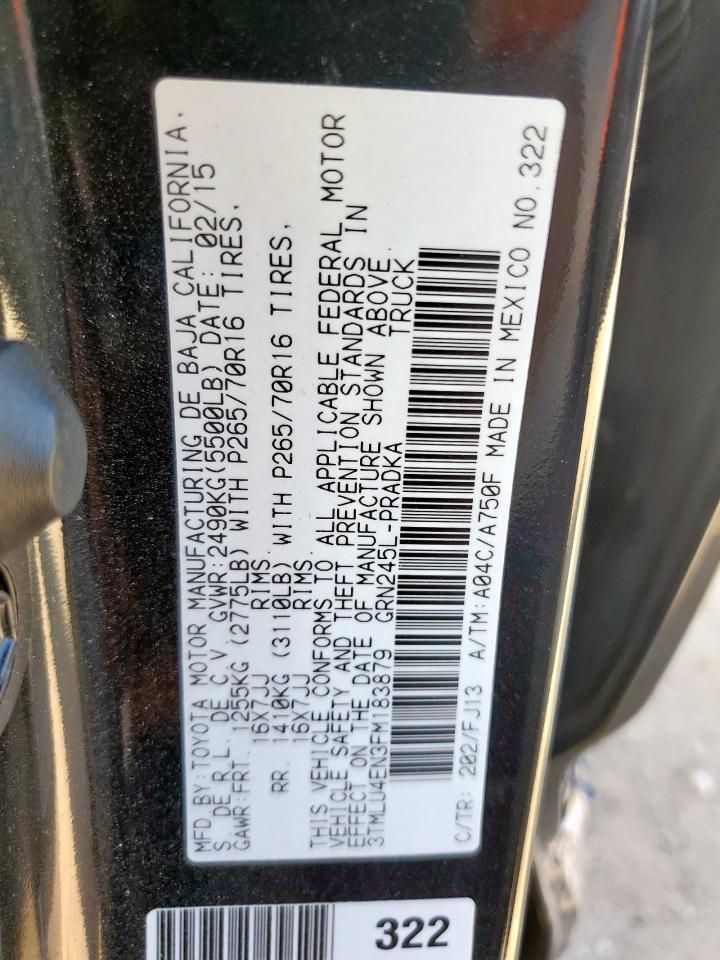 MFD.BY:TOYOTA MOTOR MANUFACTURING DE BAJA CALIFORNIA,
S DE R.L. DE C V GVWR:2490KG(5500LB) DATE: 02/15
GAWR:FRT. 1255KG (2775LB) WITH P265/70R16 TIRES,
16X7JJ RIMS.
RR. 1410KG (3110LB) WITH P265/70R16 TIRES,
16X7JJ RIMS.
THIS VEHICLE CONFORMS TO ALL APPLICABLE FEDERAL MOTOR
VEHICLE SAFETY AND THEFT PREVENTION STANDARDS IN
EFFECT ON THE DATE OF MANUFACTURE SHOWN ABOVE.
3TMLU4EN3FM183879 GRN245L-PRADKA TRUCK
C/TR: 202/FJ13 A/TM:A04C/A750F MADE IN MEXICO NO.322
322